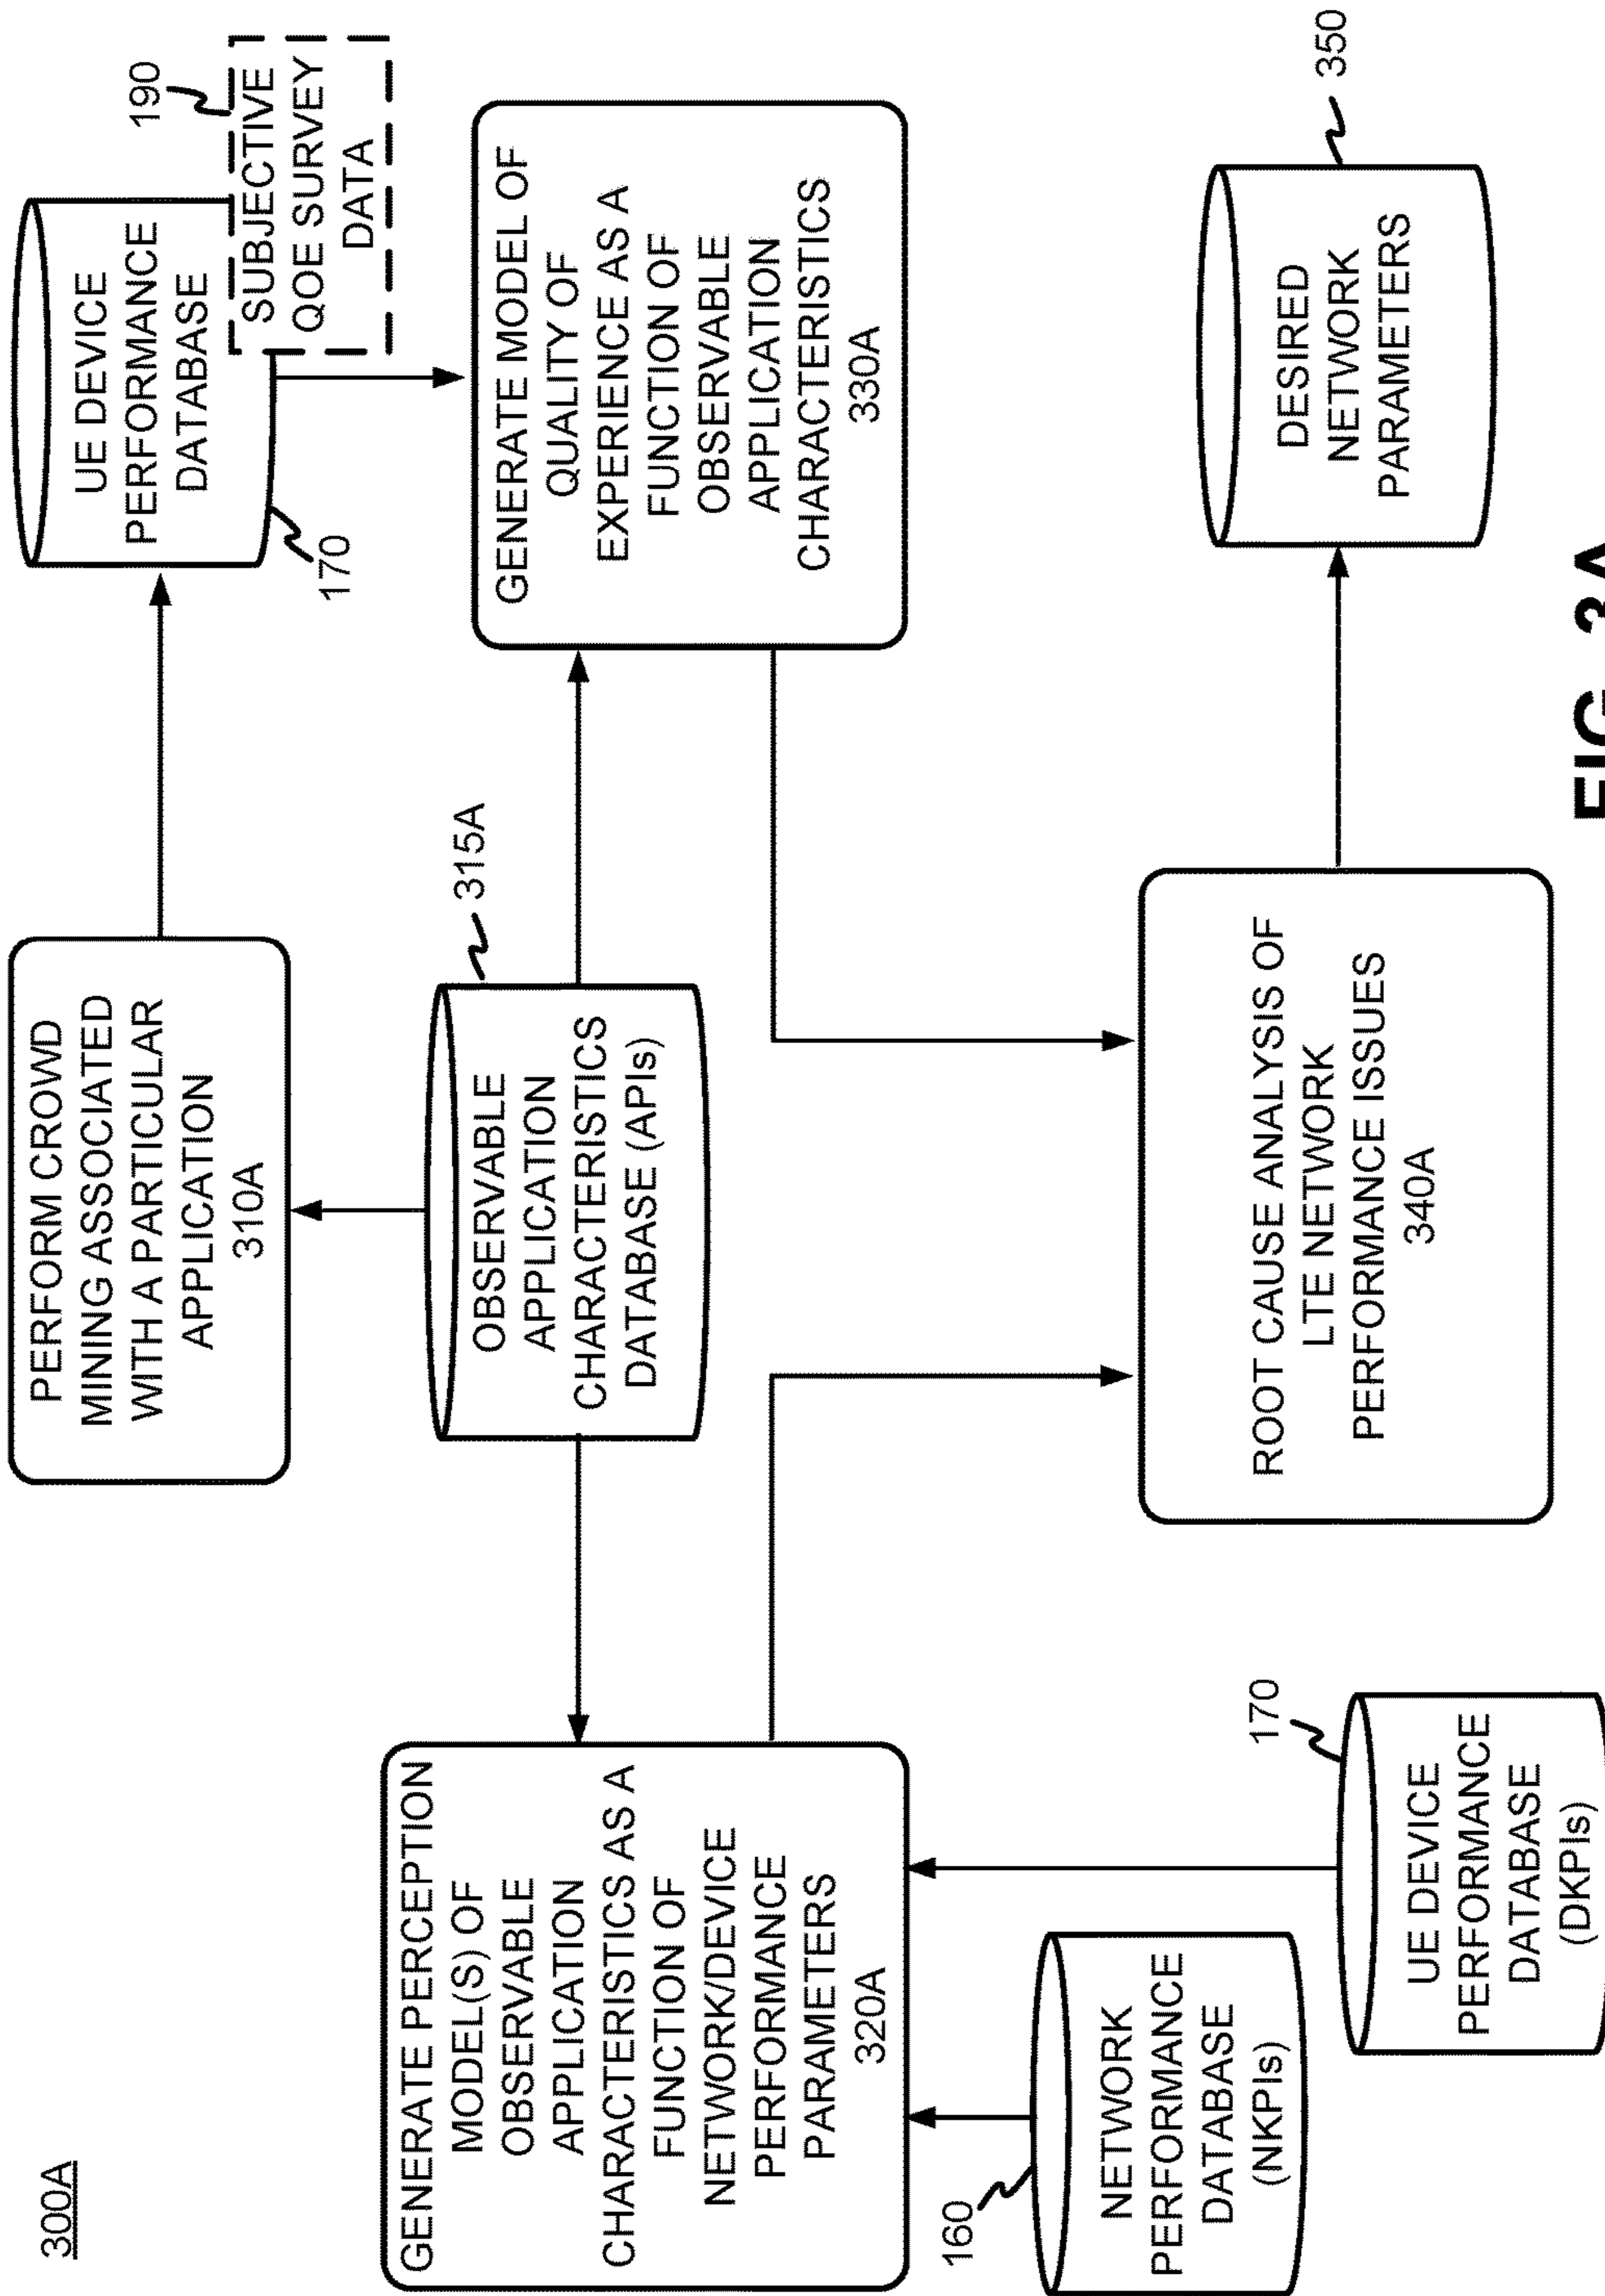 300A
PERFORM CROWD
MINING ASSOCIATED
WITH A PARTICULAR
APPLICATION
310A
UE DEVICE
PERFORMANCE
DATABASE
170
190
SUBJECTIVE
QOE SURVEY
DATA
315A
OBSERVABLE
APPLICATION
CHARACTERISTICS
DATABASE (APIs)
GENERATE PERCEPTION
MODEL(S) OF
OBSERVABLE
APPLICATION
CHARACTERISTICS AS A
FUNCTION OF
NETWORK/DEVICE
PERFORMANCE
PARAMETERS
320A
GENERATE MODEL OF
QUALITY OF
EXPERIENCE AS A
FUNCTION OF
OBSERVABLE
APPLICATION
CHARACTERISTICS
330A
160
NETWORK
PERFORMANCE
DATABASE
(NKPIs)
170
UE DEVICE
PERFORMANCE
DATABASE
(DKPIs)
ROOT CAUSE ANALYSIS OF
LTE NETWORK
PERFORMANCE ISSUES
340A
DESIRED
NETWORK
PARAMETERS
350
FIG. 3A